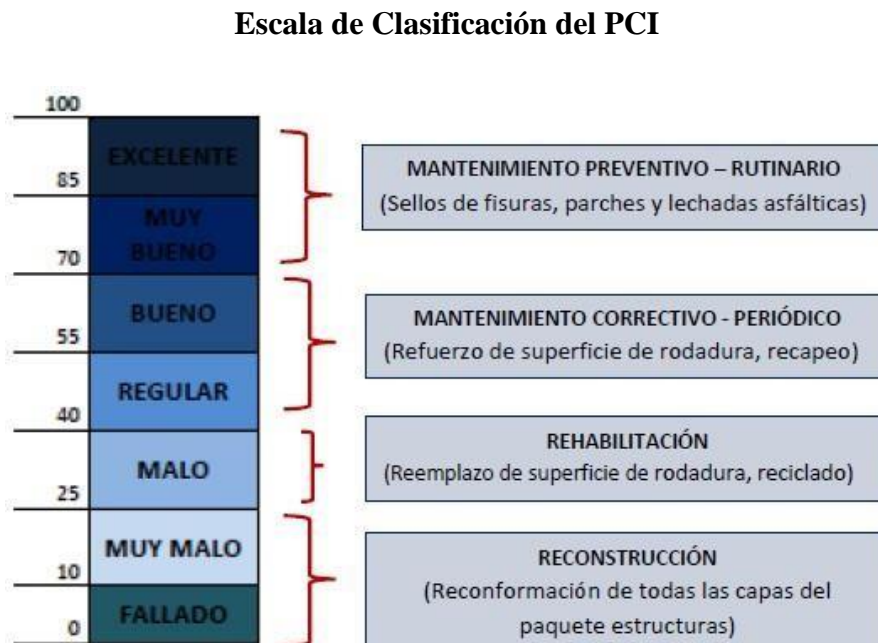 Escala de Clasificación del PCI
100
EXCELENTE
85
MUY
BUENO
70
BUENO
55
REGULAR
40
MALO
25
MUY MALO
10
FALLADO
0
MANTENIMIENTO PREVENTIVO – RUTINARIO
(Sellos de fisuras, parches y lechadas asfálticas)
MANTENIMIENTO CORRECTIVO - PERIÓDICO
(Refuerzo de superficie de rodadura, recapeo)
REHABILITACIÓN
(Reemplazo de superficie de rodadura, reciclado)
RECONSTRUCCIÓN
(Reconformación de todas las capas del
paquete estructuras)